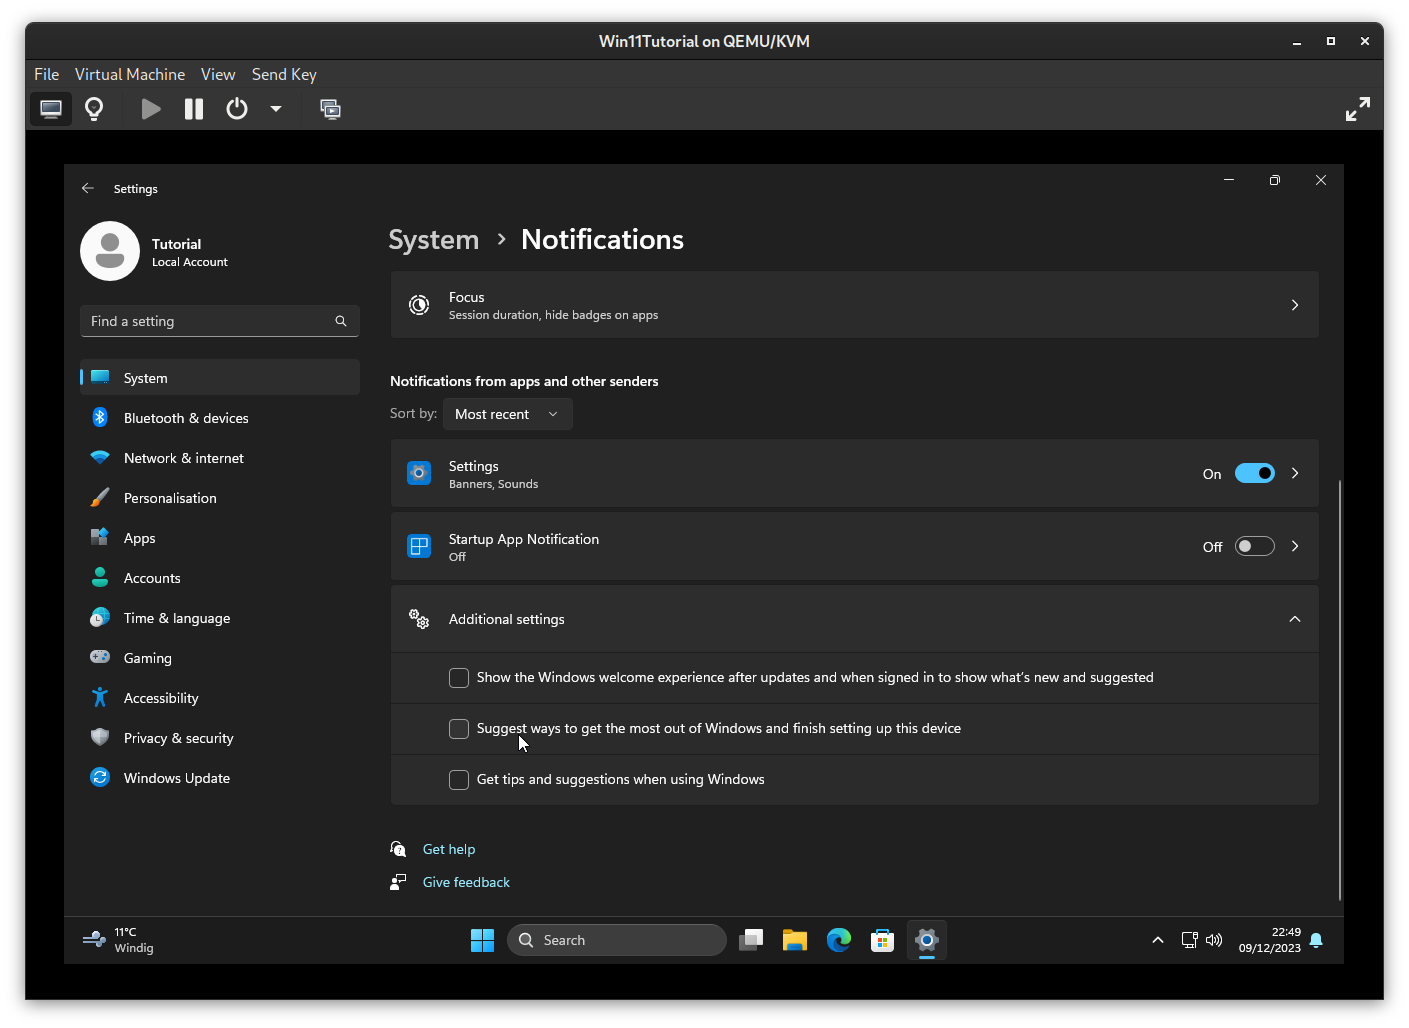 Win11Tutorial on QEMU/KVM
File Virtual Machine View Send Key
Settings
Tutorial
Local Account
Find a setting
System
Bluetooth & devices
Network & internet
Personalisation
Apps
Accounts
Time & language
Gaming
Accessibility
Privacy & security
Windows Update
System › Notifications
Focus
Session duration, hide badges on apps
Notifications from apps and other senders
Sort by: Most recent
Settings
Banners, Sounds
On
Startup App Notification
Off
Off
Additional settings
Show the Windows welcome experience after updates and when signed in to show what's new and suggested
Suggest ways to get the most out of Windows and finish setting up this device
Get tips and suggestions when using Windows
Get help
Give feedback
11°C
Windig
Search
22:49
09/12/2023